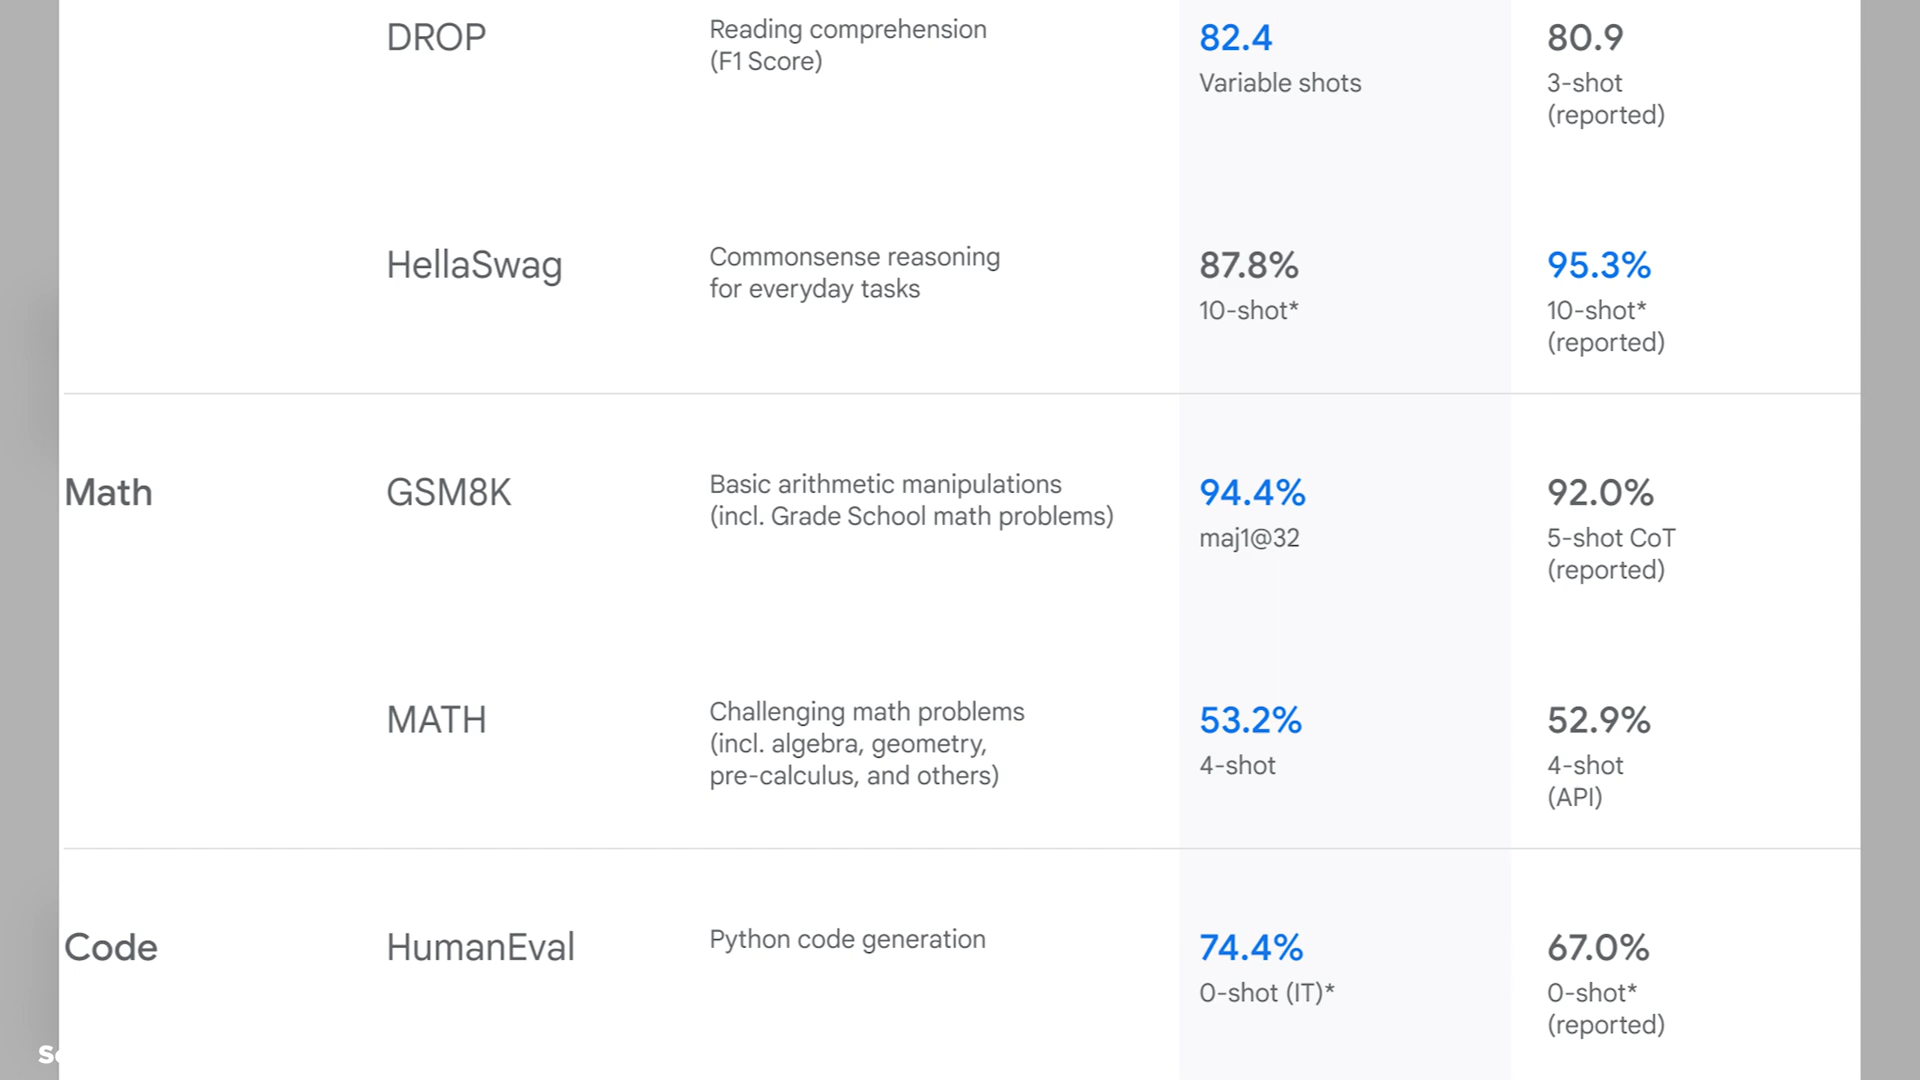 DROP
Reading comprehension
(F1 Score)
82.4
Variable shots
80.9
3-shot
(reported)
HellaSwag
Commonsense reasoning
for everyday tasks
87.8%
10-shot*
95.3%
10-shot*
(reported)
Math
GSM8K
Basic arithmetic manipulations
(incl. Grade School math problems)
94.4%
maj1@32
92.0%
5-shot CoT
(reported)
MATH
Challenging math problems
(incl. algebra, geometry,
pre-calculus, and others)
53.2%
4-shot
52.9%
4-shot
(API)
Code
HumanEval
Python code generation
74.4%
0-shot (IT)*
67.0%
0-shot*
(reported)